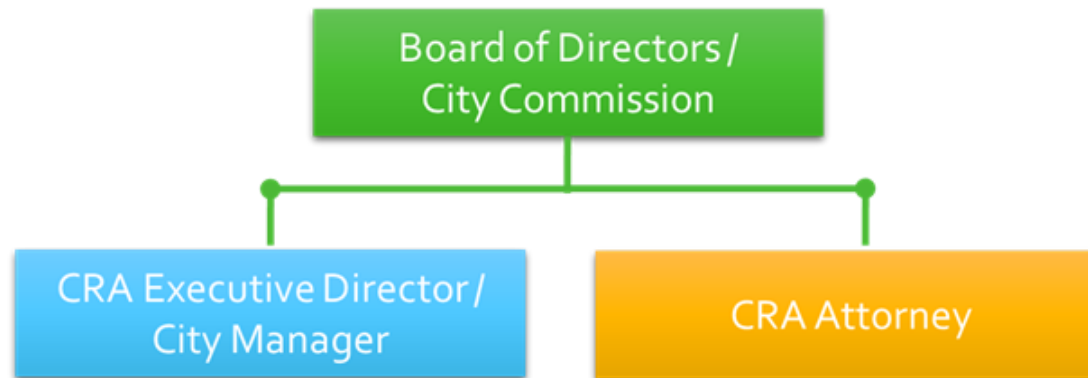 Board of Directors /
City Commission
CRA Executive Director /
City Manager
CRA Attorney